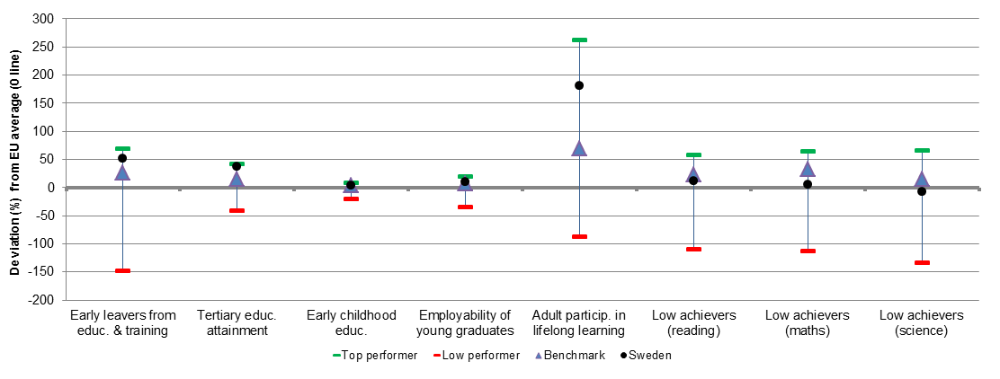 300
250
200
150
100
50
0
-50
-100
-150
-200
Deviation (%) from EU average (0 line)
Early leavers from
educ. & training
Tertiary educ.
attainment
Early childhood
educ.
Employability of
young graduates
Adult particip. in
lifelong learning
Low achievers
(reading)
Low achievers
(maths)
Low achievers
(science)
Top performer
Low performer
Benchmark
Sweden